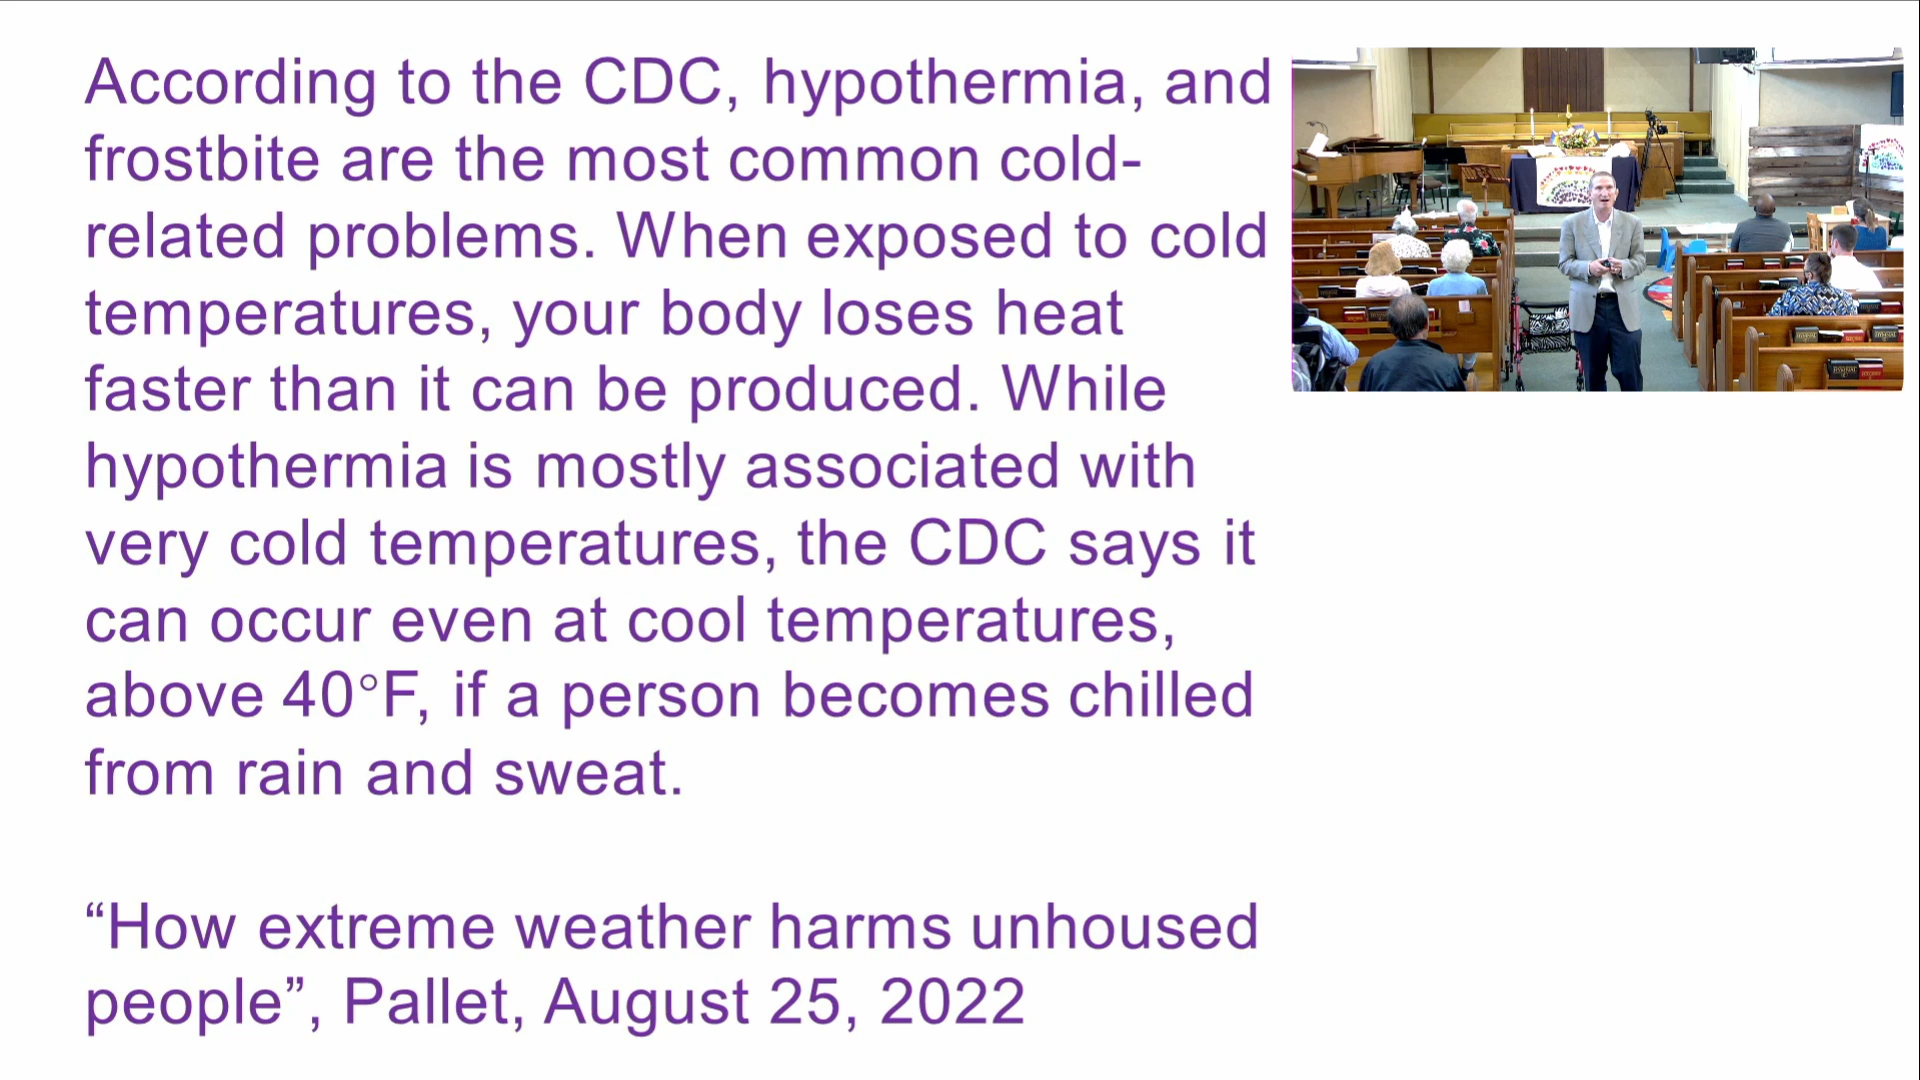 According to the CDC, hypothermia, and
frostbite are the most common cold-
related problems. When exposed to cold
temperatures, your body loses heat
faster than it can be produced. While
hypothermia is mostly associated with
very cold temperatures, the CDC says it
can occur even at cool temperatures,
above 40°F, if a person becomes chilled
from rain and sweat.
“How extreme weather harms unhoused
people”, Pallet, August 25, 2022